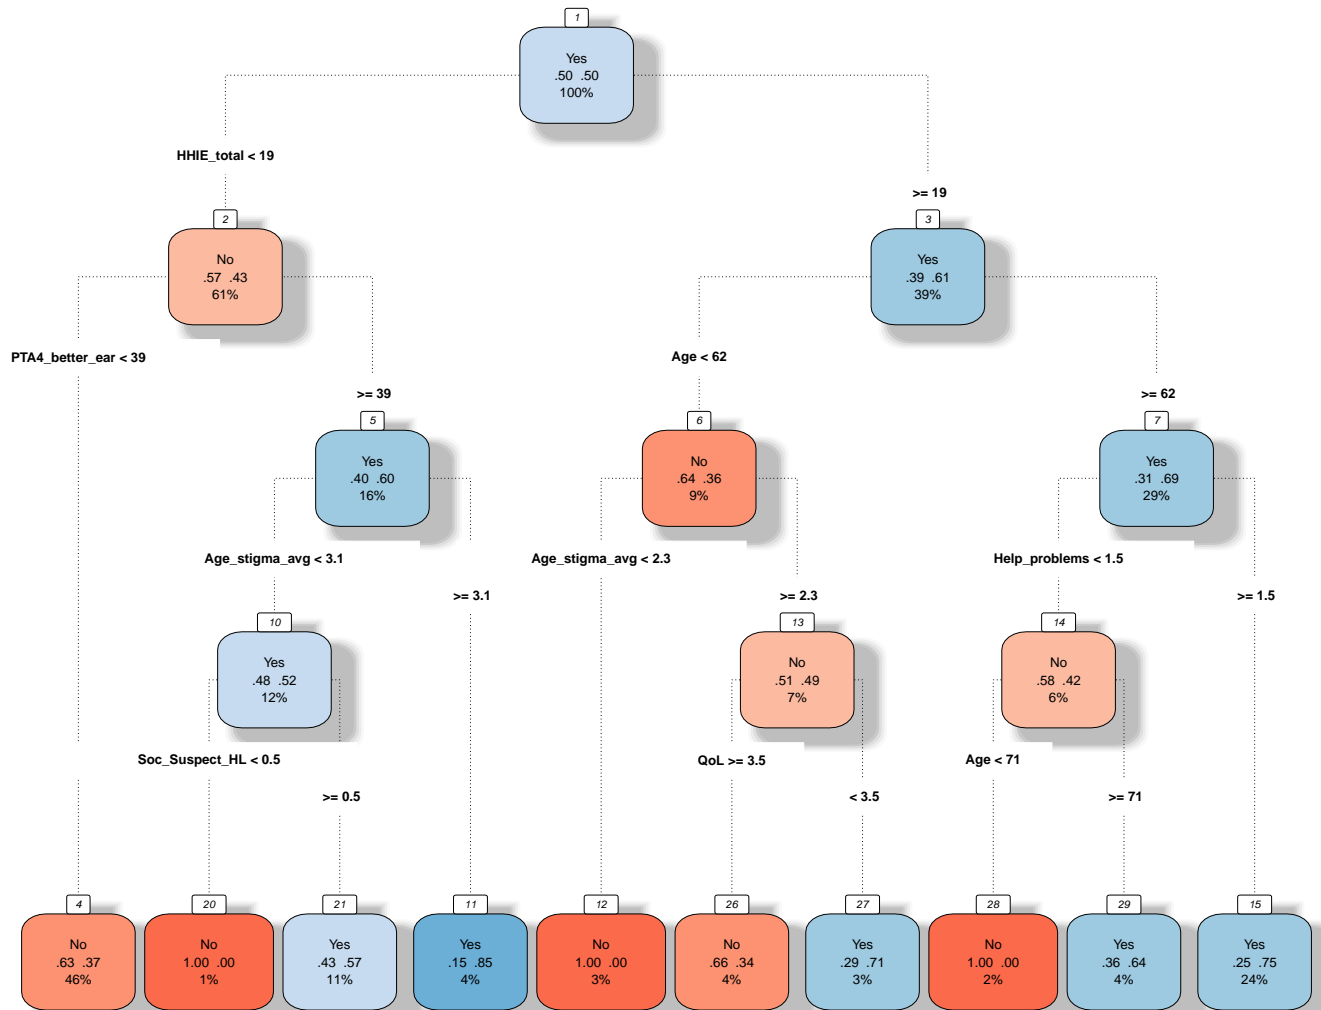 1
Yes
.50 .50
100%
HHIE_total < 19
>= 19
2
No
.57 .43
61%
3
Yes
.39 .61
39%
PTA4_better_ear < 39
>= 39
Age < 62
>= 62
5
Yes
.40 .60
16%
6
No
.64 .36
9%
7
Yes
.31 .69
29%
Age_stigma_avg < 3.1
>= 3.1
Age_stigma_avg < 2.3
>= 2.3
Help_problems < 1.5
>= 1.5
10
Yes
.48 .52
12%
13
No
.51 .49
7%
14
No
.58 .42
6%
Soc_Suspect_HL < 0.5
>= 0.5
QoL >= 3.5
< 3.5
Age < 71
>= 71
4
No
.63 .37
46%
20
No
1.00 .00
1%
21
Yes
.43 .57
11%
11
Yes
.15 .85
4%
12
No
1.00 .00
3%
26
No
.66 .34
4%
27
Yes
.29 .71
3%
28
No
1.00 .00
2%
29
Yes
.36 .64
4%
15
Yes
.25 .75
24%